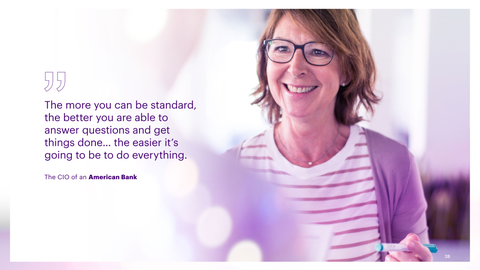 The more you can be standard,
the better you are able to
answer questions and get
things done... the easier it's
going to be to do everything.
The CIO of an American Bank